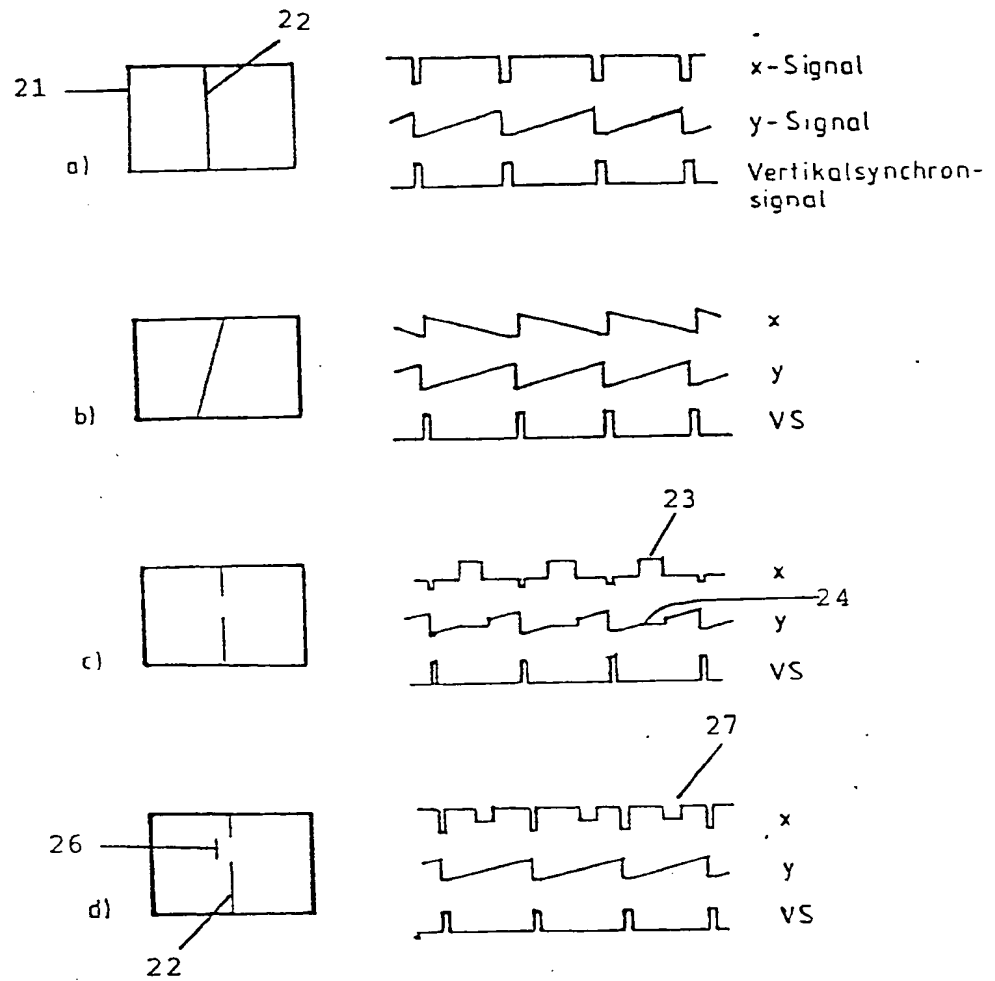 22
21
x-Signal
y-Signal
a)
Vertikalsynchron-
signal
x
y
b)
VS
23
x
24
y
c)
VS
27
x
26
y
d)
VS
22